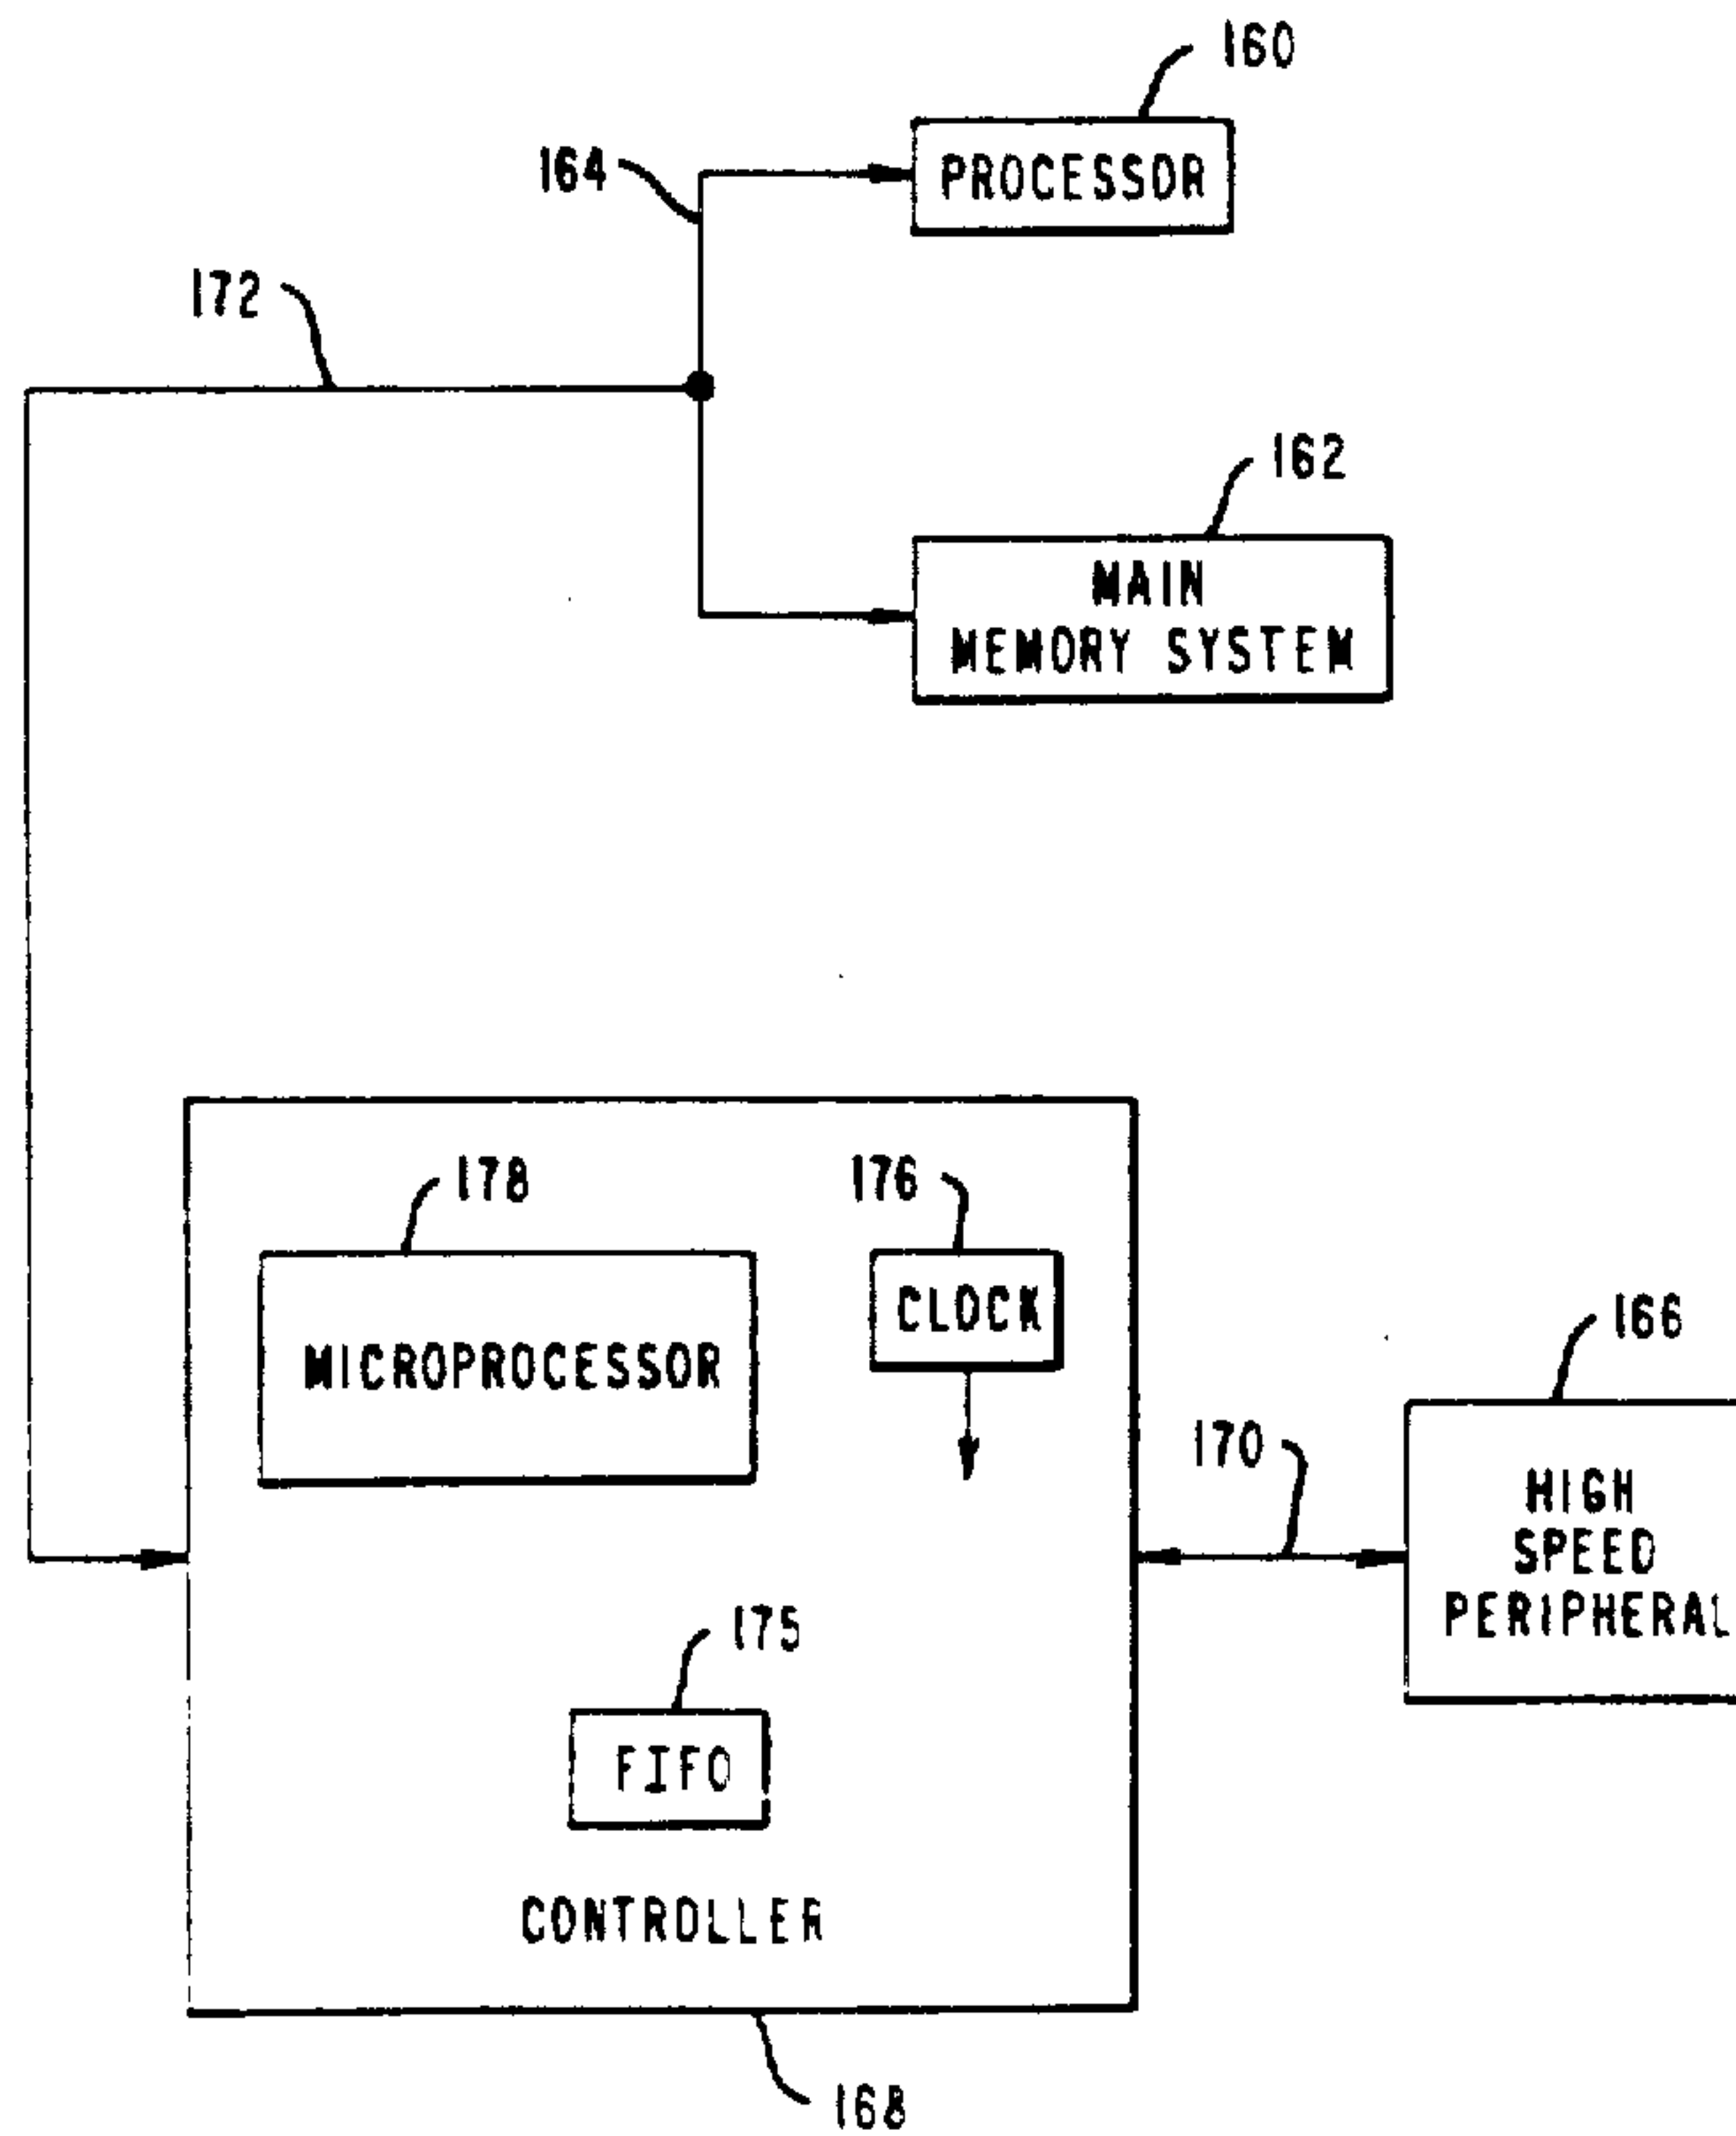 160
164
PROCESSOR
172
162
MAIN
MEMORY SYSTEM
178
176
CLOCK
MICROPROCESSOR
166
170
HIGH
SPEED
PERIPHERAL
175
FIFO
CONTROLLER
168